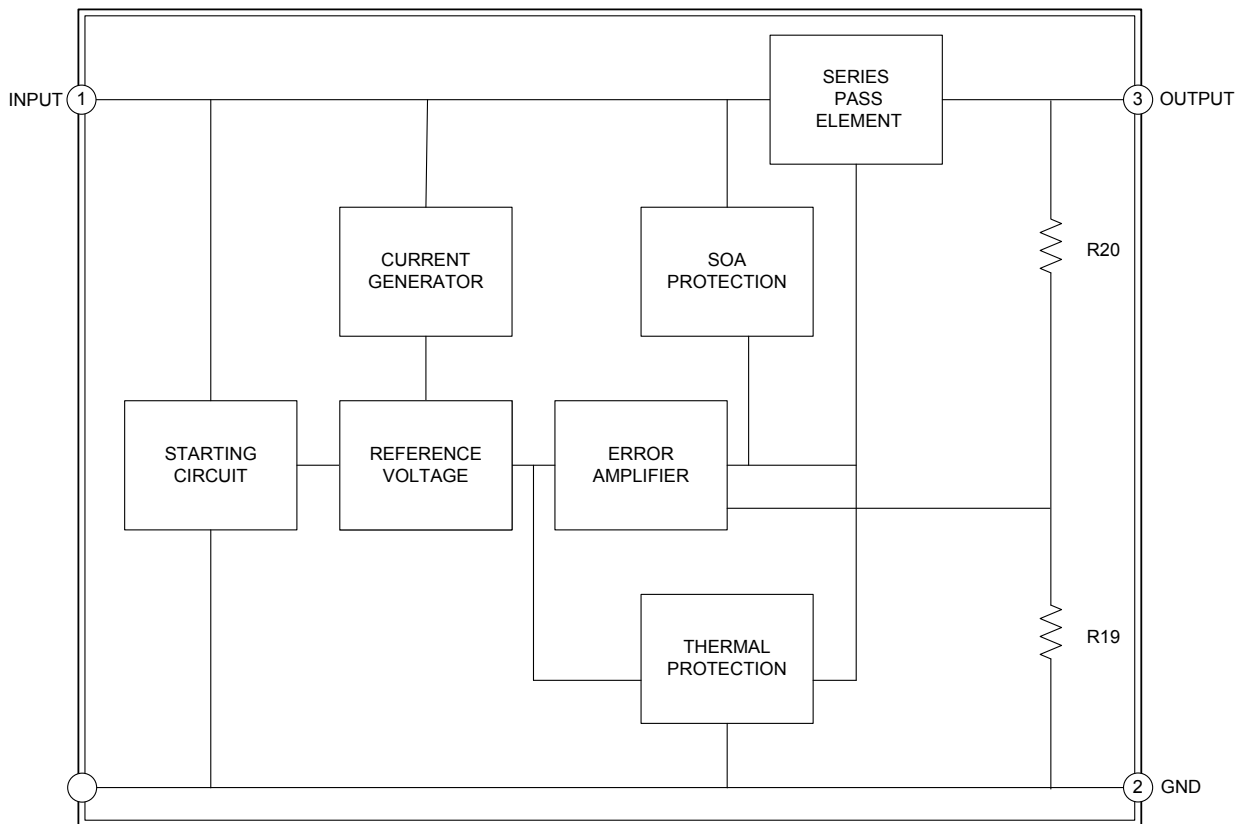 SERIES
PASS
ELEMENT
INPUT 1
3 OUTPUT
CURRENT
GENERATOR
SOA
PROTECTION
R20
STARTING
CIRCUIT
REFERENCE
VOLTAGE
ERROR
AMPLIFIER
THERMAL
PROTECTION
R19
2 GND